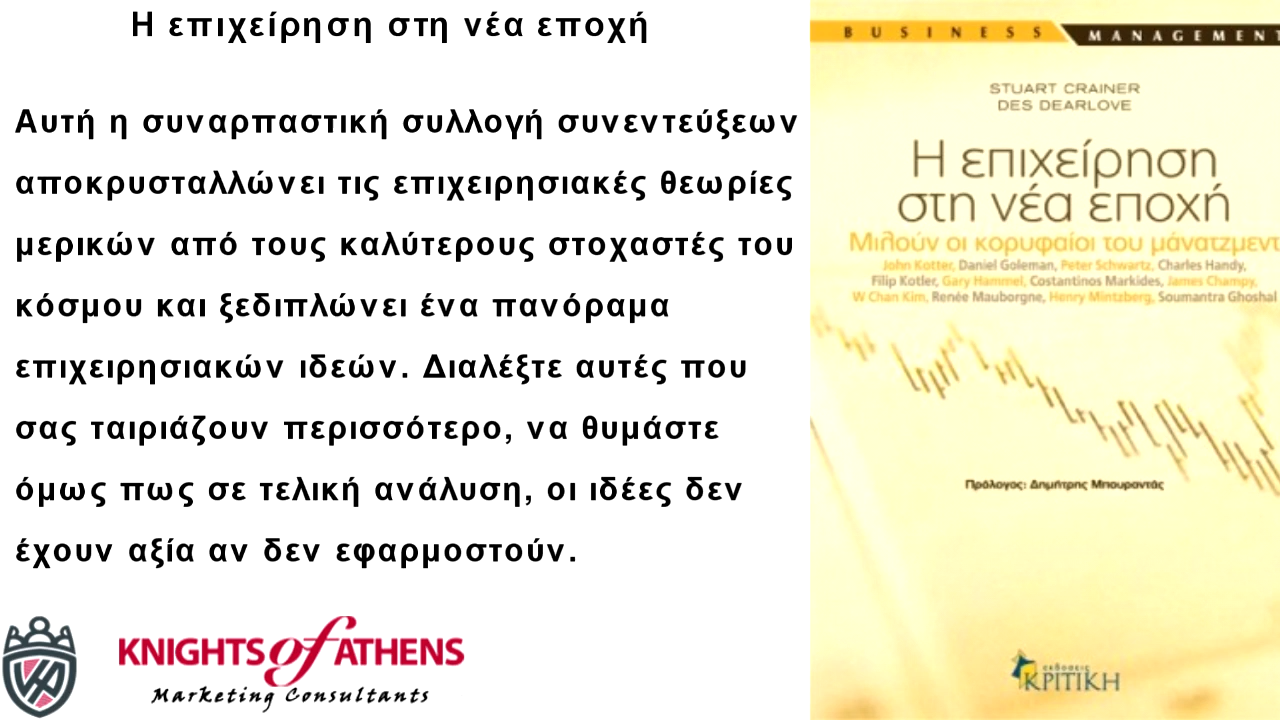 Η επιχείρηση στη νέα εποχή
Αυτή η συναρπαστική συλλογή συνεντεύξεων
αποκρυσταλλώνει τις επιχειρησιακές θεωρίες
μερικών από τους καλύτερους στοχαστές του
κόσμου και ξεδιπλώνει ένα πανόραμα
επιχειρησιακών ιδεών. Διαλέξτε αυτές που
σας ταιριάζουν περισσότερο, να θυμάστε
όμως πως σε τελική ανάλυση, οι ιδέες δεν
έχουν αξία αν δεν εφαρμοστούν.
KNIGHTS of ATHENS
Marketing Consultants
BUSINESS MANAGEMENT
STUART CRAINER
DES DEARLOVE
Η επιχείρηση
στη νέα εποχή
Μιλούν οι κορυφαίοι του μάνατζμεντ
John Kotter, Daniel Goleman, Peter Schwartz, Charles Handy,
Filip Kotler, Gary Hammel, Costantinos Markides, James Champy,
W Chan Kim, Renée Mauborgne, Henry Mintzberg, Soumantra Ghoshal
Πρόλογος: Δημήτρης Μπουραντάς
εκδόσεις
ΚΡΙΤΙΚΗ